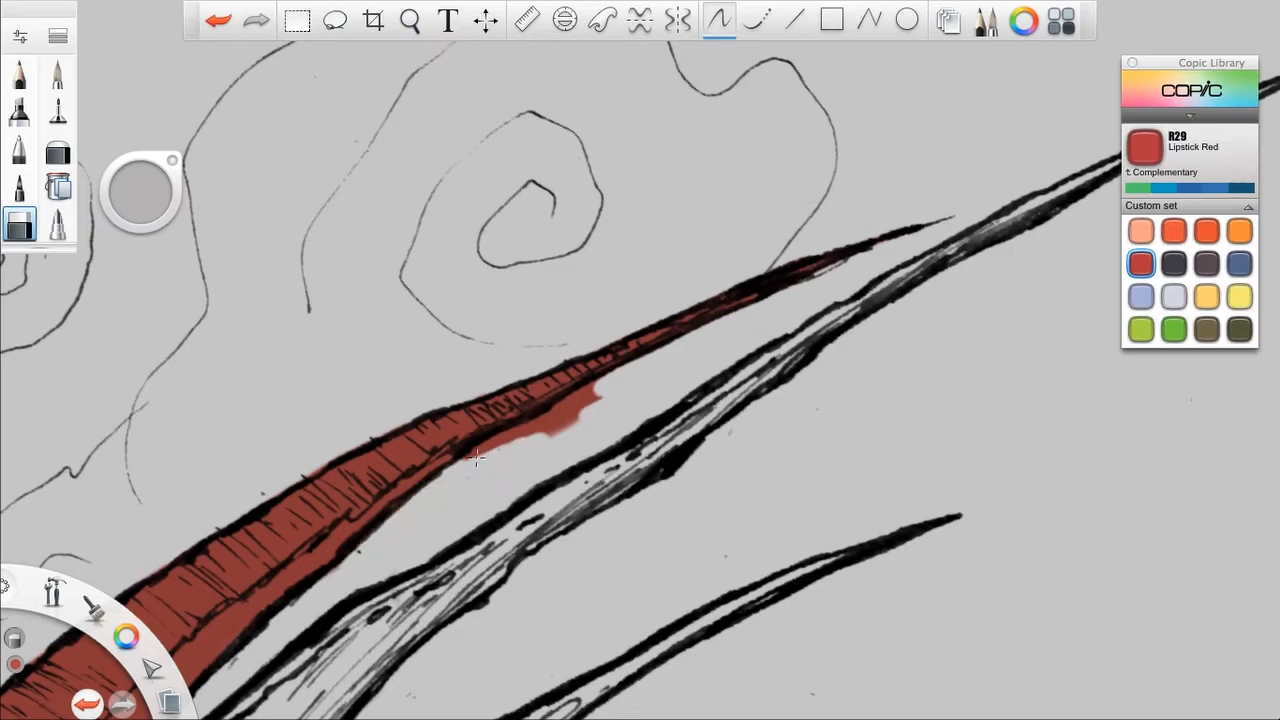 T
Copic Library
COPIC
R29
Lipstick Red
Complementary
Custom set